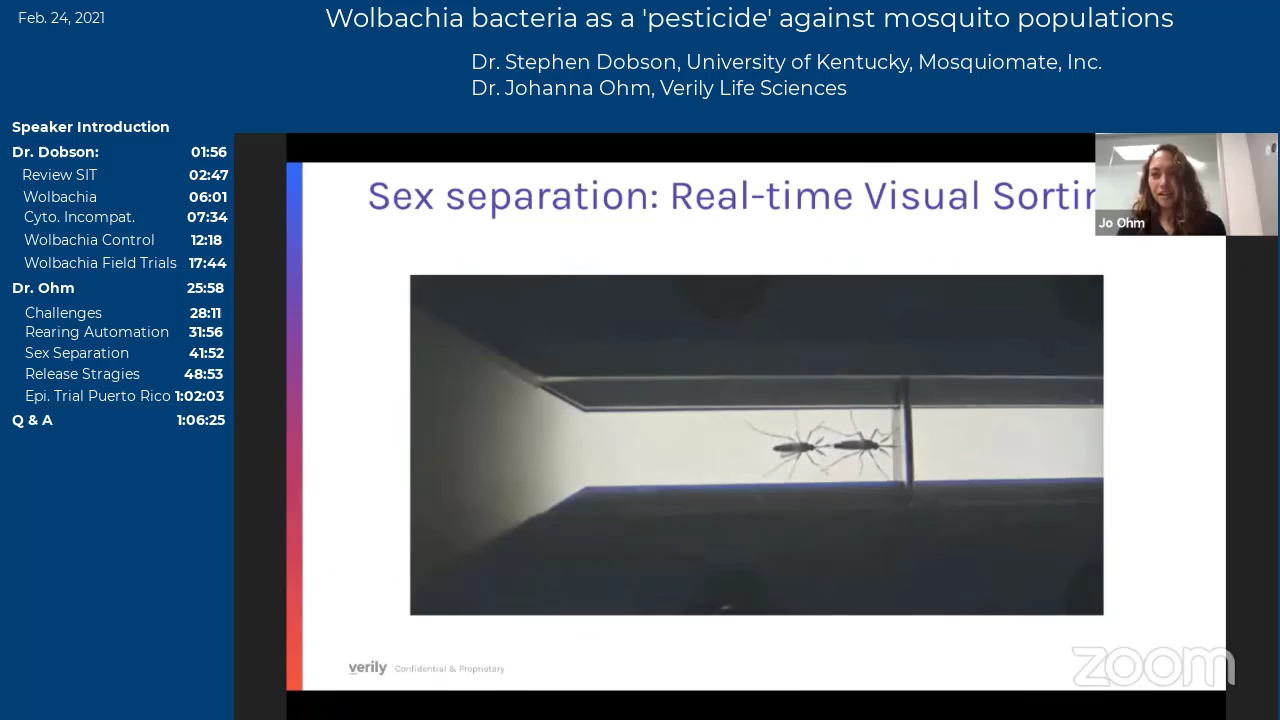 Feb. 24, 2021
Wolbachia bacteria as a 'pesticide' against mosquito populations
Dr. Stephen Dobson, University of Kentucky, Mosquiomate, Inc.
Dr. Johanna Ohm, Verily Life Sciences
Speaker Introduction
Dr. Dobson: 01:56
Review SIT 02:47
Wolbachia 06:01
Cyto. Incompat. 07:34
Wolbachia Control 12:18
Wolbachia Field Trials 17:44
Dr. Ohm 25:58
Challenges 28:11
Rearing Automation 31:56
Sex Separation 41:52
Release Stragies 48:53
Epi. Trial Puerto Rico 1:02:03
Q & A 1:06:25
Sex separation: Real-time Visual Sortin
Jo Ohm
verily Confidential & Proprietary
zoom